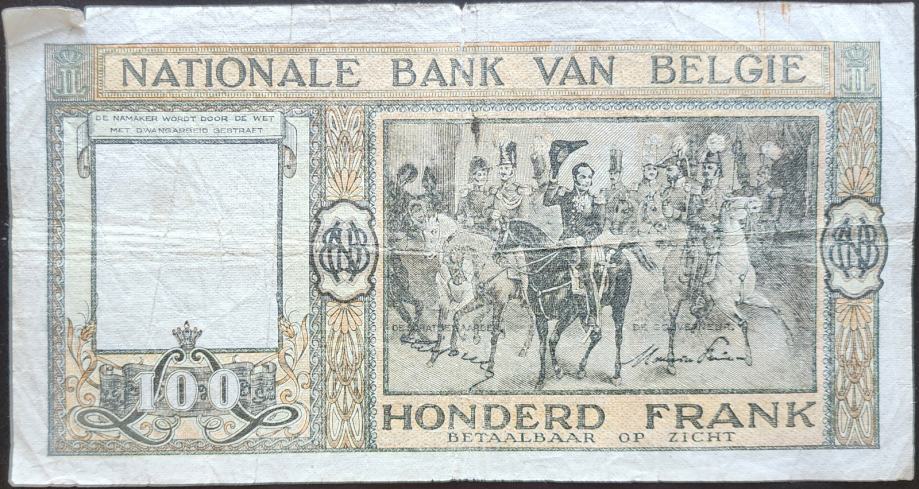 NATIONALE BANK VAN BELGIE
DE NAMAKER WORDT DOOR DE WET
MET DWANGARBEID GESTRAFT
DE SCHATBEWAARDER,
DE GOUVERNEUR,
100
HONDERD FRANK
BETAALBAAR OP ZICHT